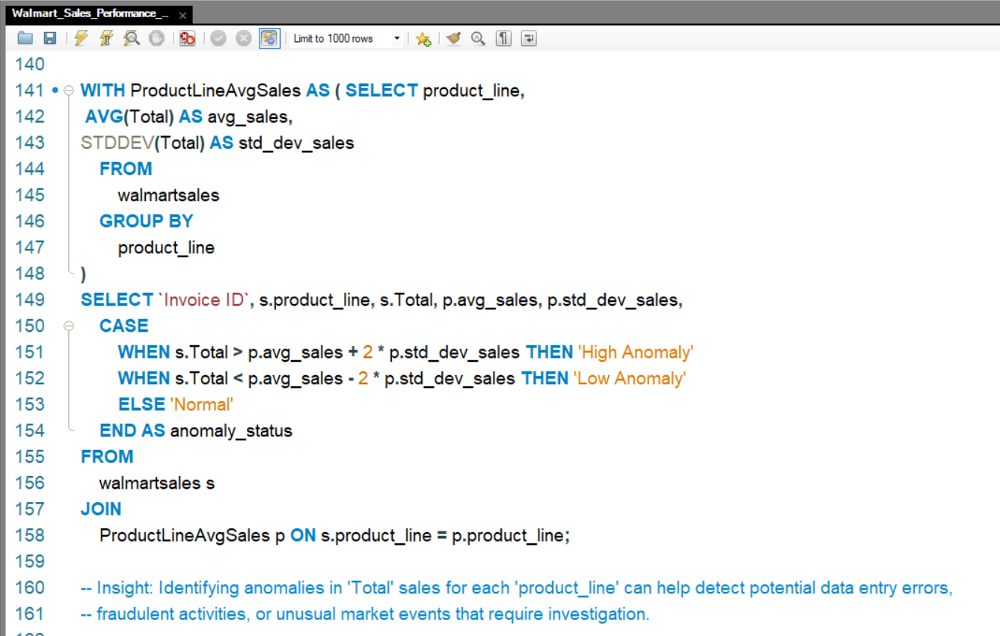 Walmart_Sales_Performance_...
Limit to 1000 rows
140
141 WITH ProductLineAvgSales AS ( SELECT product_line,
142 AVG(Total) AS avg_sales,
143 STDDEV(Total) AS std_dev_sales
144 FROM
145 walmartsales
146 GROUP BY
147 product_line
148 )
149 SELECT `Invoice ID`, s.product_line, s.Total, p.avg_sales, p.std_dev_sales,
150 CASE
151 WHEN s.Total > p.avg_sales + 2 * p.std_dev_sales THEN 'High Anomaly'
152 WHEN s.Total < p.avg_sales - 2 * p.std_dev_sales THEN 'Low Anomaly'
153 ELSE 'Normal'
154 END AS anomaly_status
155 FROM
156 walmartsales s
157 JOIN
158 ProductLineAvgSales p ON s.product_line = p.product_line;
159
160 -- Insight: Identifying anomalies in 'Total' sales for each 'product_line' can help detect potential data entry errors,
161 -- fraudulent activities, or unusual market events that require investigation.